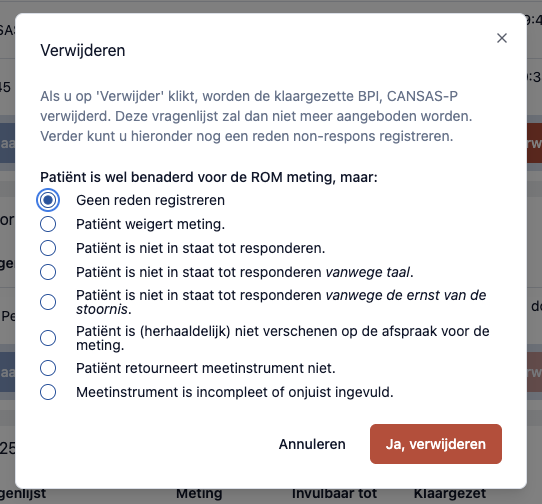 Verwijderen
Als u op 'Verwijder' klikt, worden de klaargezette BPI, CANSAS-P
verwijderd. Deze vragenlijst zal dan niet meer aangeboden worden.
Verder kunt u hieronder nog een reden non-respons registreren.
Patiënt is wel benaderd voor de ROM meting, maar:
Geen reden registreren
Patiënt weigert meting.
Patiënt is niet in staat tot responderen.
Patiënt is niet in staat tot responderen vanwege taal.
Patiënt is niet in staat tot responderen vanwege de ernst van de
stoornis.
Patiënt is (herhaaldelijk) niet verschenen op de afspraak voor de
meting.
Patiënt retourneert meetinstrument niet.
Meetinstrument is incompleet of onjuist ingevuld.
Annuleren
Ja, verwijderen
Meting
Invulbaar tot
Klaargezet